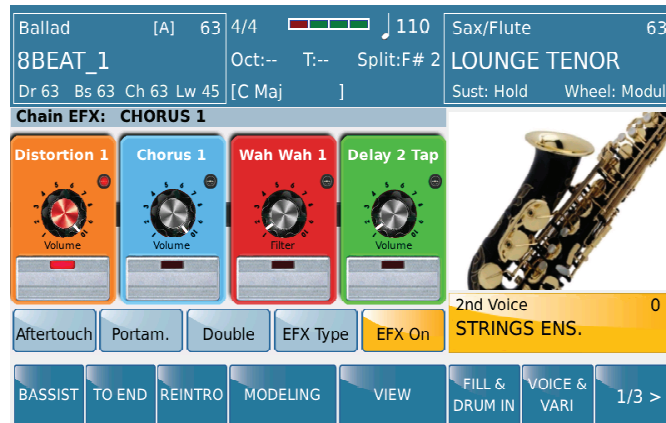 Ballad [A] 63
8BEAT_1
Dr 63 Bs 63 Ch 63 Lw 45
4/4 110
Oct:-- T:-- Split:F# 2
[C Maj ]
Sax/Flute 63
LOUNGE TENOR
Sust: Hold Wheel: Modul
Chain EFX: CHORUS 1
Distortion 1 Chorus 1 Wah Wah 1 Delay 2 Tap
Volume Volume Filter Volume
2nd Voice 0
STRINGS ENS.
Aftertouch Portam. Double EFX Type EFX On
BASSIST TO END REINTRO MODELING VIEW
FILL &
DRUM IN
VOICE &
VARI
1/3 >